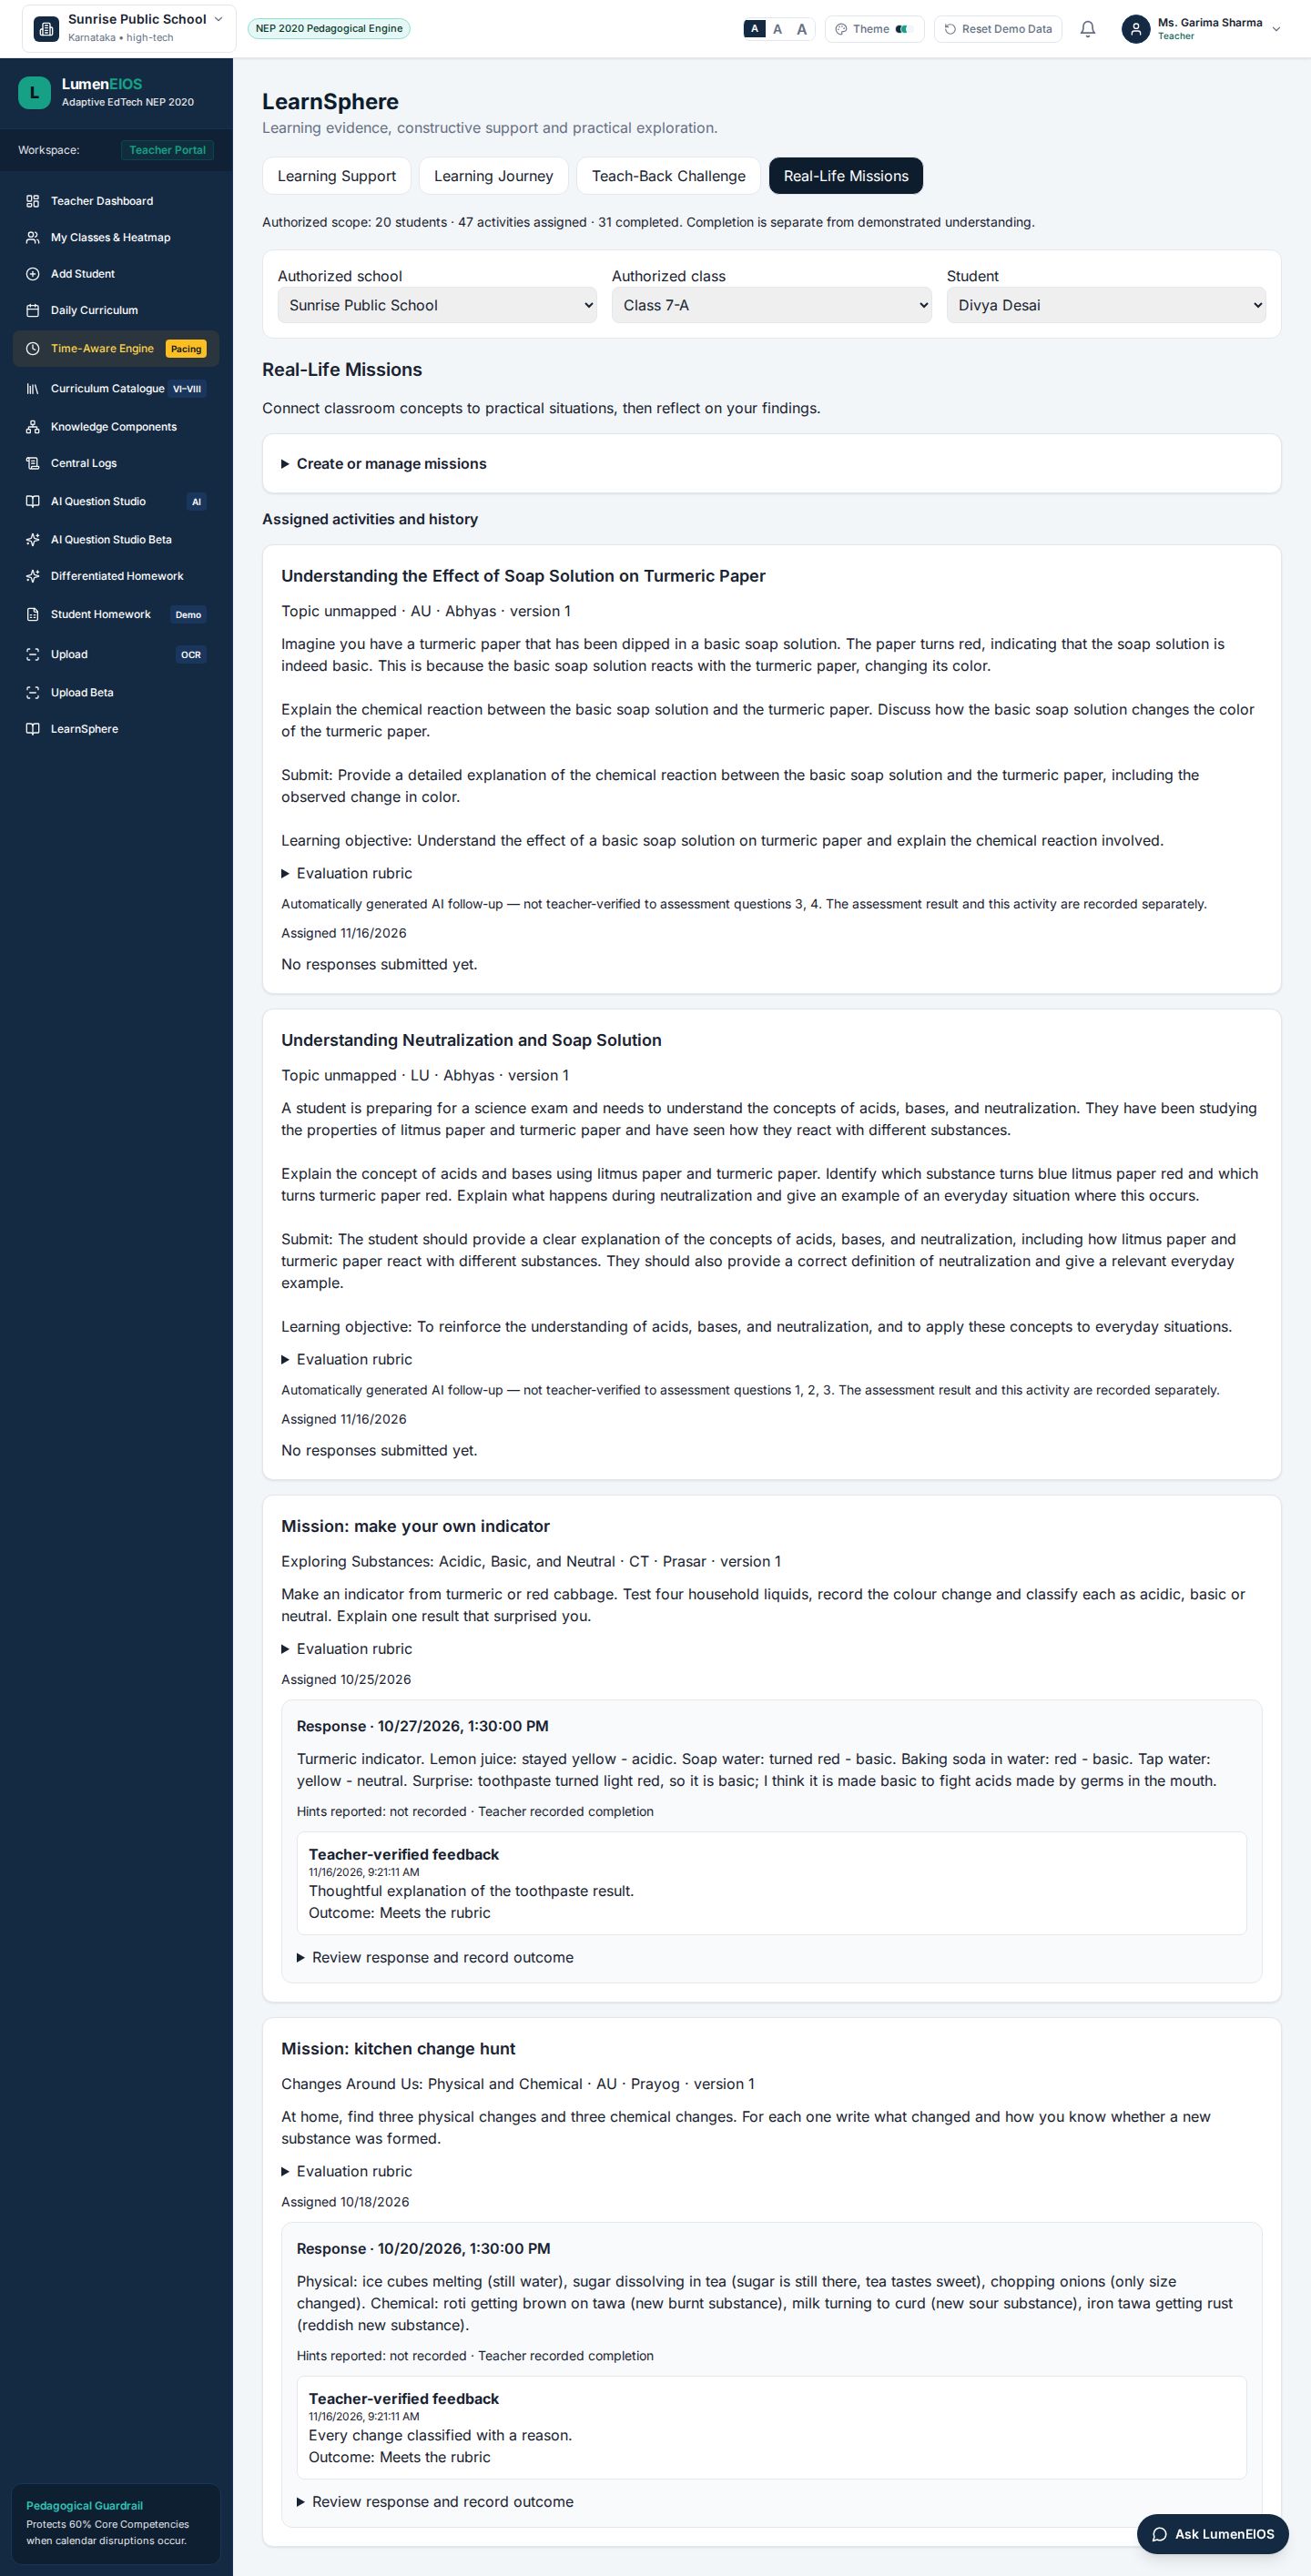 Sunrise Public School
Karnataka • high-tech
NEP 2020 Pedagogical Engine
A A A
Theme
Reset Demo Data
Ms. Garima Sharma
Teacher
L
LumenEIOS
Adaptive EdTech NEP 2020
Workspace:
Teacher Portal
Teacher Dashboard
My Classes & Heatmap
Add Student
Daily Curriculum
Time-Aware Engine
Pacing
Curriculum Catalogue
VI–VIII
Knowledge Components
Central Logs
AI Question Studio
AI
AI Question Studio Beta
Differentiated Homework
Student Homework
Demo
Upload
OCR
Upload Beta
LearnSphere
Pedagogical Guardrail
Protects 60% Core Competencies
when calendar disruptions occur.
LearnSphere
Learning evidence, constructive support and practical exploration.
Learning Support
Learning Journey
Teach-Back Challenge
Real-Life Missions
Authorized scope: 20 students · 47 activities assigned · 31 completed. Completion is separate from demonstrated understanding.
Authorized school
Authorized class
Student
Sunrise Public School
Class 7-A
Divya Desai
Real-Life Missions
Connect classroom concepts to practical situations, then reflect on your findings.
Create or manage missions
Assigned activities and history
Understanding the Effect of Soap Solution on Turmeric Paper
Topic unmapped · AU · Abhyas · version 1
Imagine you have a turmeric paper that has been dipped in a basic soap solution. The paper turns red, indicating that the soap solution is
indeed basic. This is because the basic soap solution reacts with the turmeric paper, changing its color.
Explain the chemical reaction between the basic soap solution and the turmeric paper. Discuss how the basic soap solution changes the color
of the turmeric paper.
Submit: Provide a detailed explanation of the chemical reaction between the basic soap solution and the turmeric paper, including the
observed change in color.
Learning objective: Understand the effect of a basic soap solution on turmeric paper and explain the chemical reaction involved.
Evaluation rubric
Automatically generated AI follow-up — not teacher-verified to assessment questions 3, 4. The assessment result and this activity are recorded separately.
Assigned 11/16/2026
No responses submitted yet.
Understanding Neutralization and Soap Solution
Topic unmapped · LU · Abhyas · version 1
A student is preparing for a science exam and needs to understand the concepts of acids, bases, and neutralization. They have been studying
the properties of litmus paper and turmeric paper and have seen how they react with different substances.
Explain the concept of acids and bases using litmus paper and turmeric paper. Identify which substance turns blue litmus paper red and which
turns turmeric paper red. Explain what happens during neutralization and give an example of an everyday situation where this occurs.
Submit: The student should provide a clear explanation of the concepts of acids, bases, and neutralization, including how litmus paper and
turmeric paper react with different substances. They should also provide a correct definition of neutralization and give a relevant everyday
example.
Learning objective: To reinforce the understanding of acids, bases, and neutralization, and to apply these concepts to everyday situations.
Evaluation rubric
Automatically generated AI follow-up — not teacher-verified to assessment questions 1, 2, 3. The assessment result and this activity are recorded separately.
Assigned 11/16/2026
No responses submitted yet.
Mission: make your own indicator
Exploring Substances: Acidic, Basic, and Neutral · CT · Prasar · version 1
Make an indicator from turmeric or red cabbage. Test four household liquids, record the colour change and classify each as acidic, basic or
neutral. Explain one result that surprised you.
Evaluation rubric
Assigned 10/25/2026
Response · 10/27/2026, 1:30:00 PM
Turmeric indicator. Lemon juice: stayed yellow - acidic. Soap water: turned red - basic. Baking soda in water: red - basic. Tap water:
yellow - neutral. Surprise: toothpaste turned light red, so it is basic; I think it is made basic to fight acids made by germs in the mouth.
Hints reported: not recorded · Teacher recorded completion
Teacher-verified feedback
11/16/2026, 9:21:11 AM
Thoughtful explanation of the toothpaste result.
Outcome: Meets the rubric
Review response and record outcome
Mission: kitchen change hunt
Changes Around Us: Physical and Chemical · AU · Prayog · version 1
At home, find three physical changes and three chemical changes. For each one write what changed and how you know whether a new
substance was formed.
Evaluation rubric
Assigned 10/18/2026
Response · 10/20/2026, 1:30:00 PM
Physical: ice cubes melting (still water), sugar dissolving in tea (sugar is still there, tea tastes sweet), chopping onions (only size
changed). Chemical: roti getting brown on tawa (new burnt substance), milk turning to curd (new sour substance), iron tawa getting rust
(reddish new substance).
Hints reported: not recorded · Teacher recorded completion
Teacher-verified feedback
11/16/2026, 9:21:11 AM
Every change classified with a reason.
Outcome: Meets the rubric
Review response and record outcome
Ask LumenEIOS